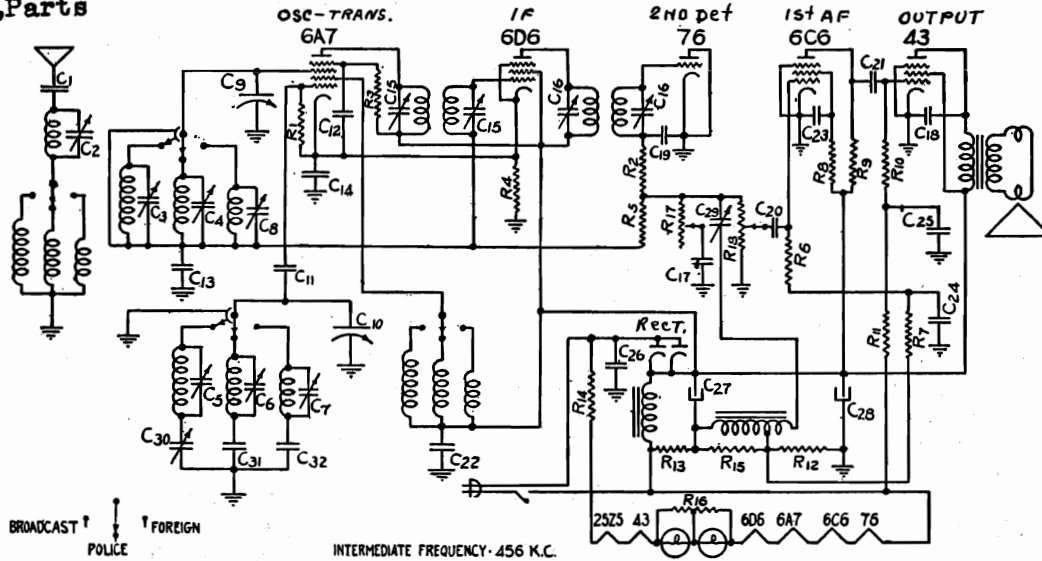 ,Parts
OSC-TRANS. IF 2ND Det 1st AF OUTPUT
6A7 6D6 76 6C6 43
C1
C2
C9
R1
C12
R3
C15
C15
C16
C16
C19
C23
R8
R9
C21
C18
R10
C14
R4
R2
R5
R17
C29
R18
C20
R6
C25
C3
C4
C8
C13
C11
C17
C24
R11
R7
C10
Rect.
C26
C27
C28
R14
C5
C6
C7
C30
C31
C32
C22
R13
R15
R12
R16
25Z5 43 6D6 6A7 6C6 76
BROADCAST FOREIGN
POLICE
INTERMEDIATE FREQUENCY·456 K.C.